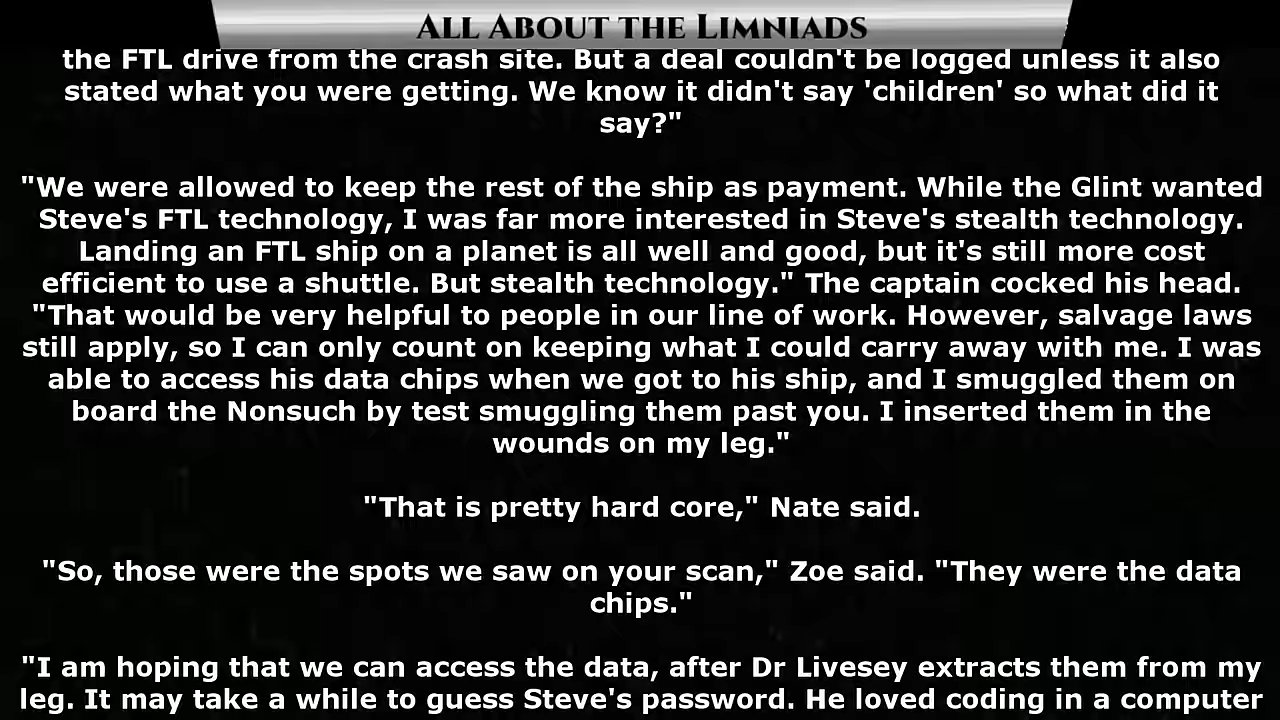 All About the Limniads
the FTL drive from the crash site. But a deal couldn't be logged unless it also
stated what you were getting. We know it didn't say 'children' so what did it
say?"
"We were allowed to keep the rest of the ship as payment. While the Glint wanted
Steve's FTL technology, I was far more interested in Steve's stealth technology.
Landing an FTL ship on a planet is all well and good, but it's still more cost
efficient to use a shuttle. But stealth technology." The captain cocked his head.
"That would be very helpful to people in our line of work. However, salvage laws
still apply, so I can only count on keeping what I could carry away with me. I was
able to access his data chips when we got to his ship, and I smuggled them on
board the Nonsuch by test smuggling them past you. I inserted them in the
wounds on my leg."
"That is pretty hard core," Nate said.
"So, those were the spots we saw on your scan," Zoe said. "They were the data
chips."
"I am hoping that we can access the data, after Dr Livesey extracts them from my
leg. It may take a while to guess Steve's password. He loved coding in a computer